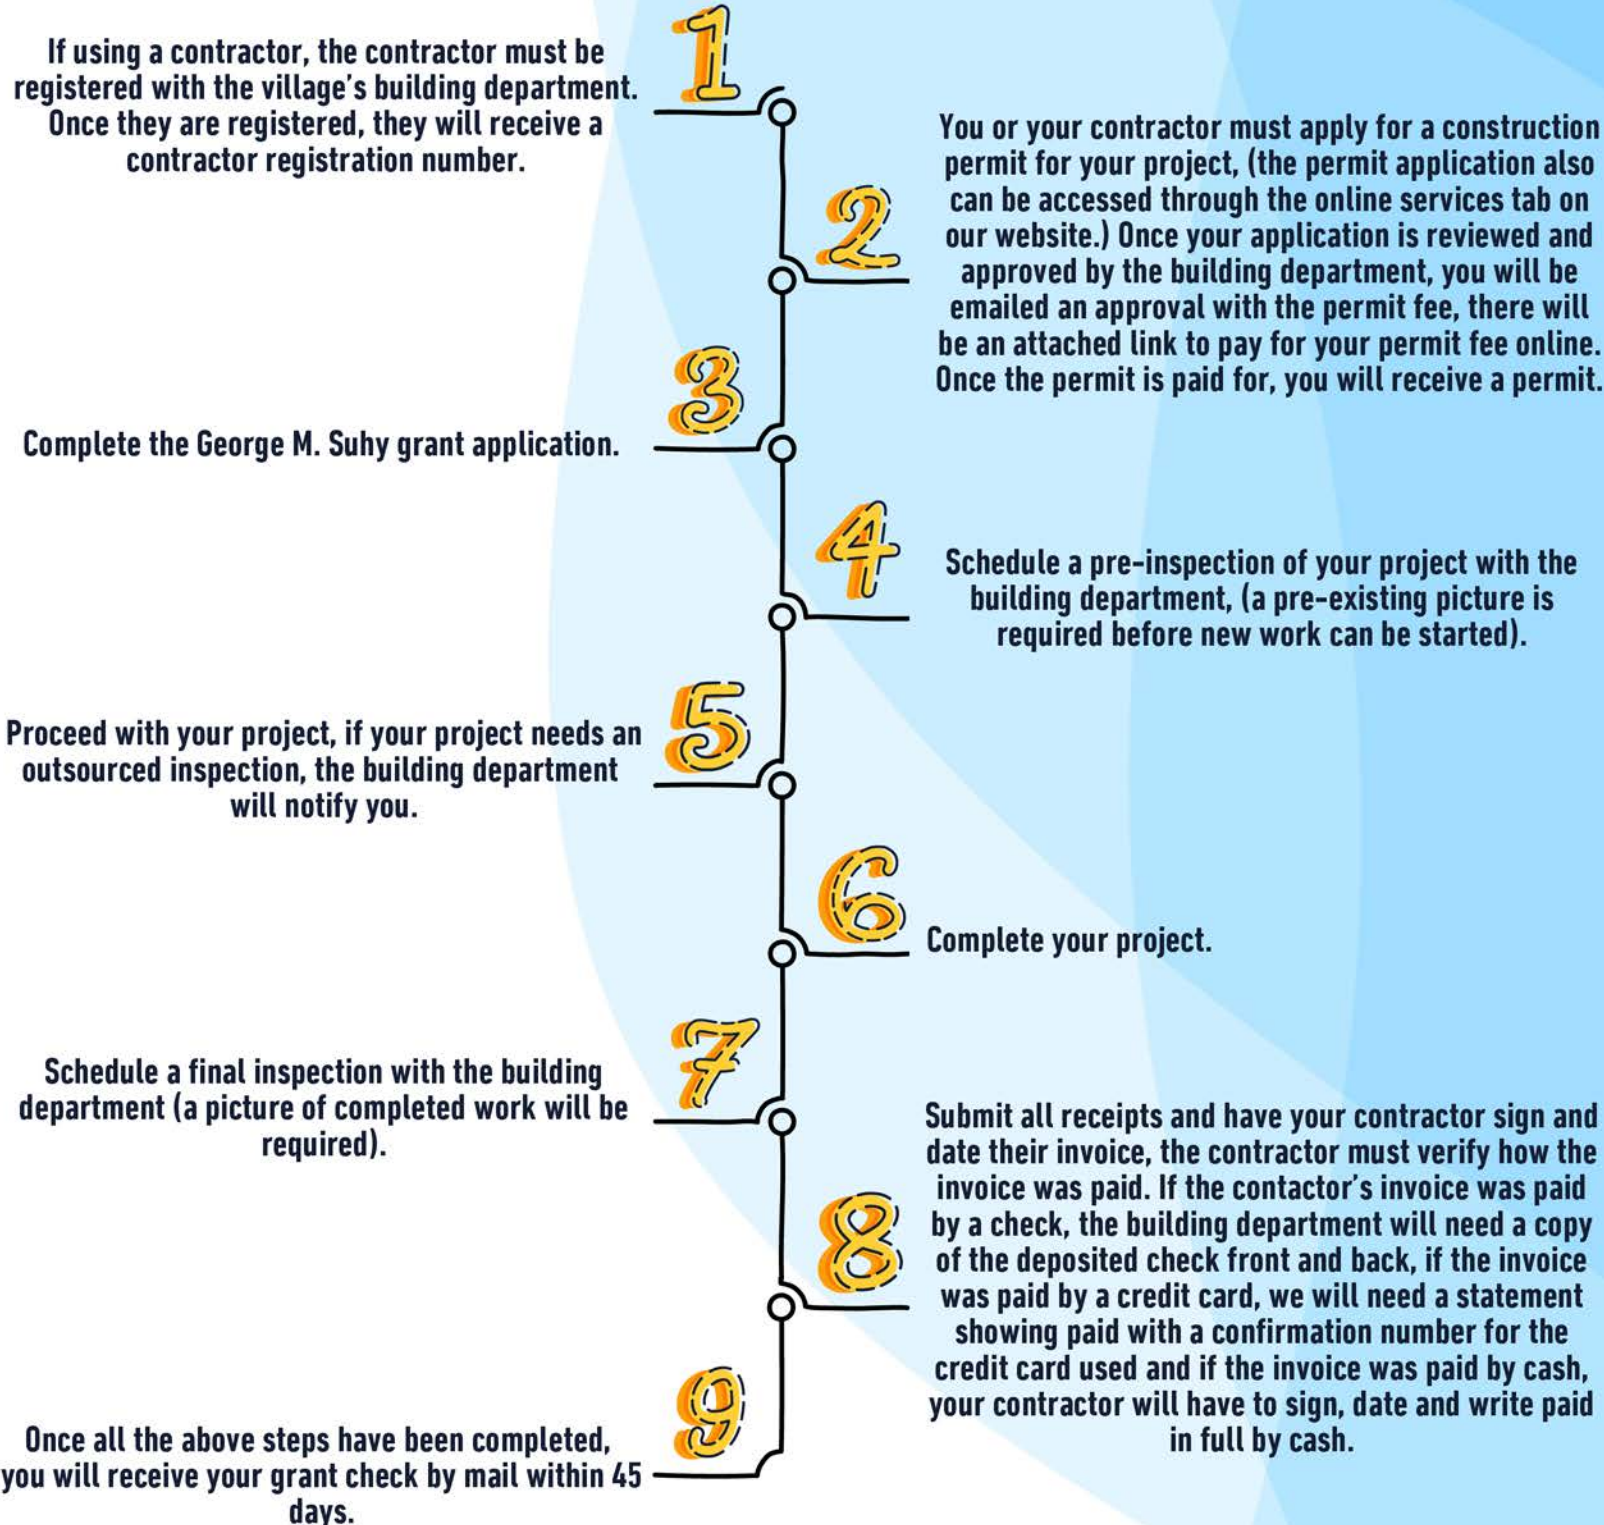 1
If using a contractor, the contractor must be
registered with the village's building department.
Once they are registered, they will receive a
contractor registration number.
2
You or your contractor must apply for a construction
permit for your project, (the permit application also
can be accessed through the online services tab on
our website.) Once your application is reviewed and
approved by the building department, you will be
emailed an approval with the permit fee, there will
be an attached link to pay for your permit fee online.
Once the permit is paid for, you will receive a permit.
3
Complete the George M. Suhy grant application.
4
Schedule a pre-inspection of your project with the
building department, (a pre-existing picture is
required before new work can be started).
5
Proceed with your project, if your project needs an
outsourced inspection, the building department
will notify you.
6
Complete your project.
7
Schedule a final inspection with the building
department (a picture of completed work will be
required).
8
Submit all receipts and have your contractor sign and
date their invoice, the contractor must verify how the
invoice was paid. If the contactor's invoice was paid
by a check, the building department will need a copy
of the deposited check front and back, if the invoice
was paid by a credit card, we will need a statement
showing paid with a confirmation number for the
credit card used and if the invoice was paid by cash,
your contractor will have to sign, date and write paid
in full by cash.
9
Once all the above steps have been completed,
you will receive your grant check by mail within 45
days.